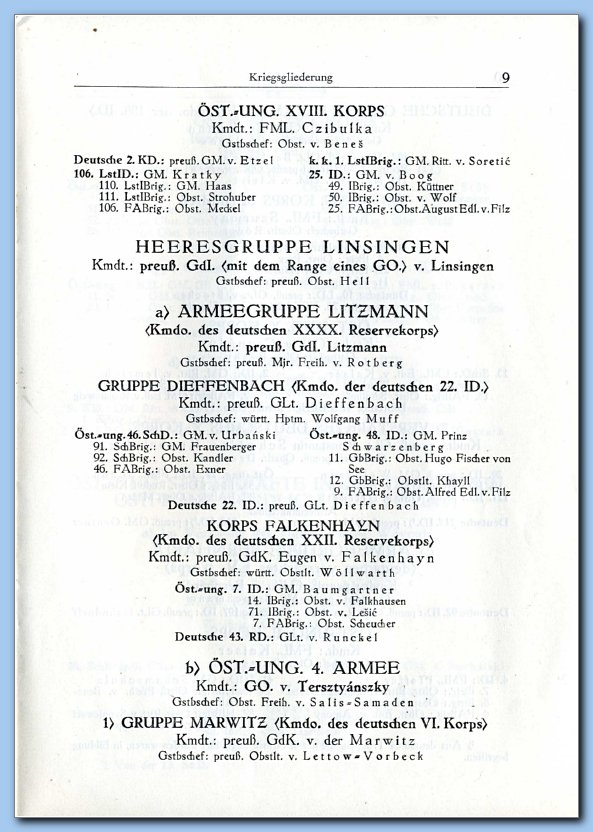 Kriegsgliederung 9
ÖST.-UNG. XVIII. KORPS
Kmdt.: FML. Czibulka
Gstbschef: Obst. v. Beneš
Deutsche 2. KD.: preuß. GM. v. Etzel
106. LstID.: GM. Kratky
110. LstIBrig.: GM. Haas
111. LstIBrig.: Obst. Strohuber
106. FABrig.: Obst. Meckel
k. k. 1. LstIBrig.: GM. Ritt. v. Soretić
25. ID.: GM. v. Boog
49. IBrig.: Obst. Küttner
50. IBrig.: Obst. v. Wolf
25. FABrig.: Obst. August Edl. v. Filz
HEERESGRUPPE LINSINGEN
Kmdt.: preuß. GdI. (mit dem Range eines GO.) v. Linsingen
Gstbschef: preuß. Obst. Hell
a) ARMEEGRUPPE LITZMANN
(Kmdo. des deutschen XXXX. Reservekorps)
Kmdt.: preuß. GdI. Litzmann
Gstbschef: preuß. Mjr. Freih. v. Rotberg
GRUPPE DIEFFENBACH (Kmdo. der deutschen 22. ID.)
Kmdt.: preuß. GLt. Dieffenbach
Gstbschef: württ. Hptm. Wolfgang Muff
Öst.-ung. 46. SchD.: GM. v. Urbański
91. SchBrig.: GM. Frauenberger
92. SchBrig.: Obst. Kandler
46. FABrig.: Obst. Exner
Öst.-ung. 48. ID.: GM. Prinz
Schwarzenberg
11. GbBrig.: Obst. Hugo Fischer von
See
12. GbBrig.: Obstlt. Khayll
9. FABrig.: Obst. Alfred Edl. v. Filz
Deutsche 22. ID.: preuß. GLt. Dieffenbach
KORPS FALKENHAYN
(Kmdo. des deutschen XXII. Reservekorps)
Kmdt.: preuß. GdK. Eugen v. Falkenhayn
Gstbschef: württ. Obstlt. Wöllwarth
Öst.-ung. 7. ID.: GM. Baumgartner
14. IBrig.: Obst. v. Falkhausen
71. IBrig.: Obst. v. Lešić
7. FABrig.: Obst. Scheucher
Deutsche 43. RD.: GLt. v. Runckel
b) ÖST.-UNG. 4. ARMEE
Kmdt.: GO. v. Tersztyánszky
Gstbschef: Obst. Freih. v. Salis-Samaden
1) GRUPPE MARWITZ (Kmdo. des deutschen VI. Korps)
Kmdt.: preuß. GdK. v. der Marwitz
Gstbschef: preuß. Obstlt. v. Lettow-Vorbeck